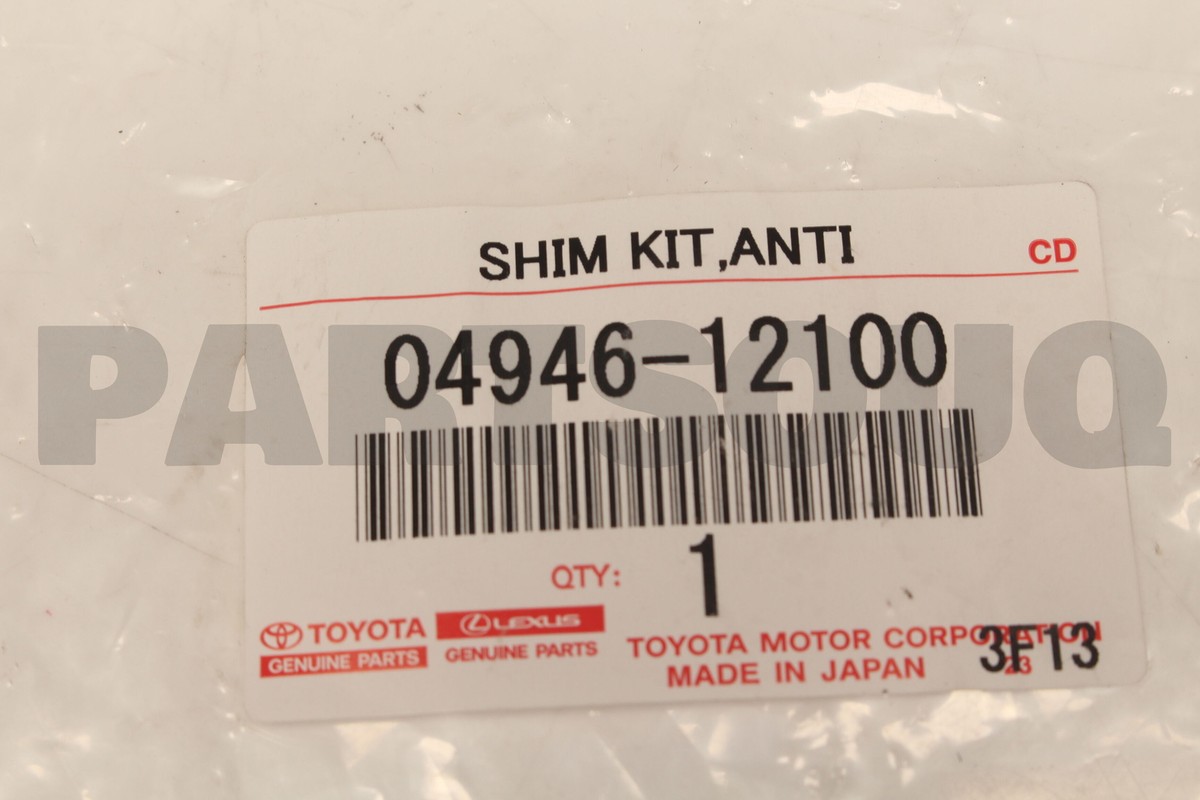 SHIM KIT,ANTI
CD
04946-12100
PARTSOUQ
QTY: 1
TOYOTA
GENUINE PARTS
LEXUS
GENUINE PARTS
TOYOTA MOTOR CORPORATION
MADE IN JAPAN
23
3F13